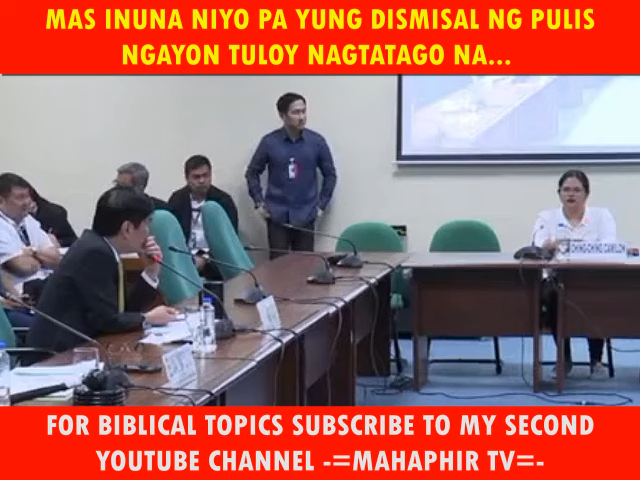 MAS INUNA NIYO PA YUNG DISMISAL NG PULIS
NGAYON TULOY NAGTATAGO NA...
FOR BIBLICAL TOPICS SUBSCRIBE TO MY SECOND
YOUTUBE CHANNEL -=MAHAPHIR TV=-